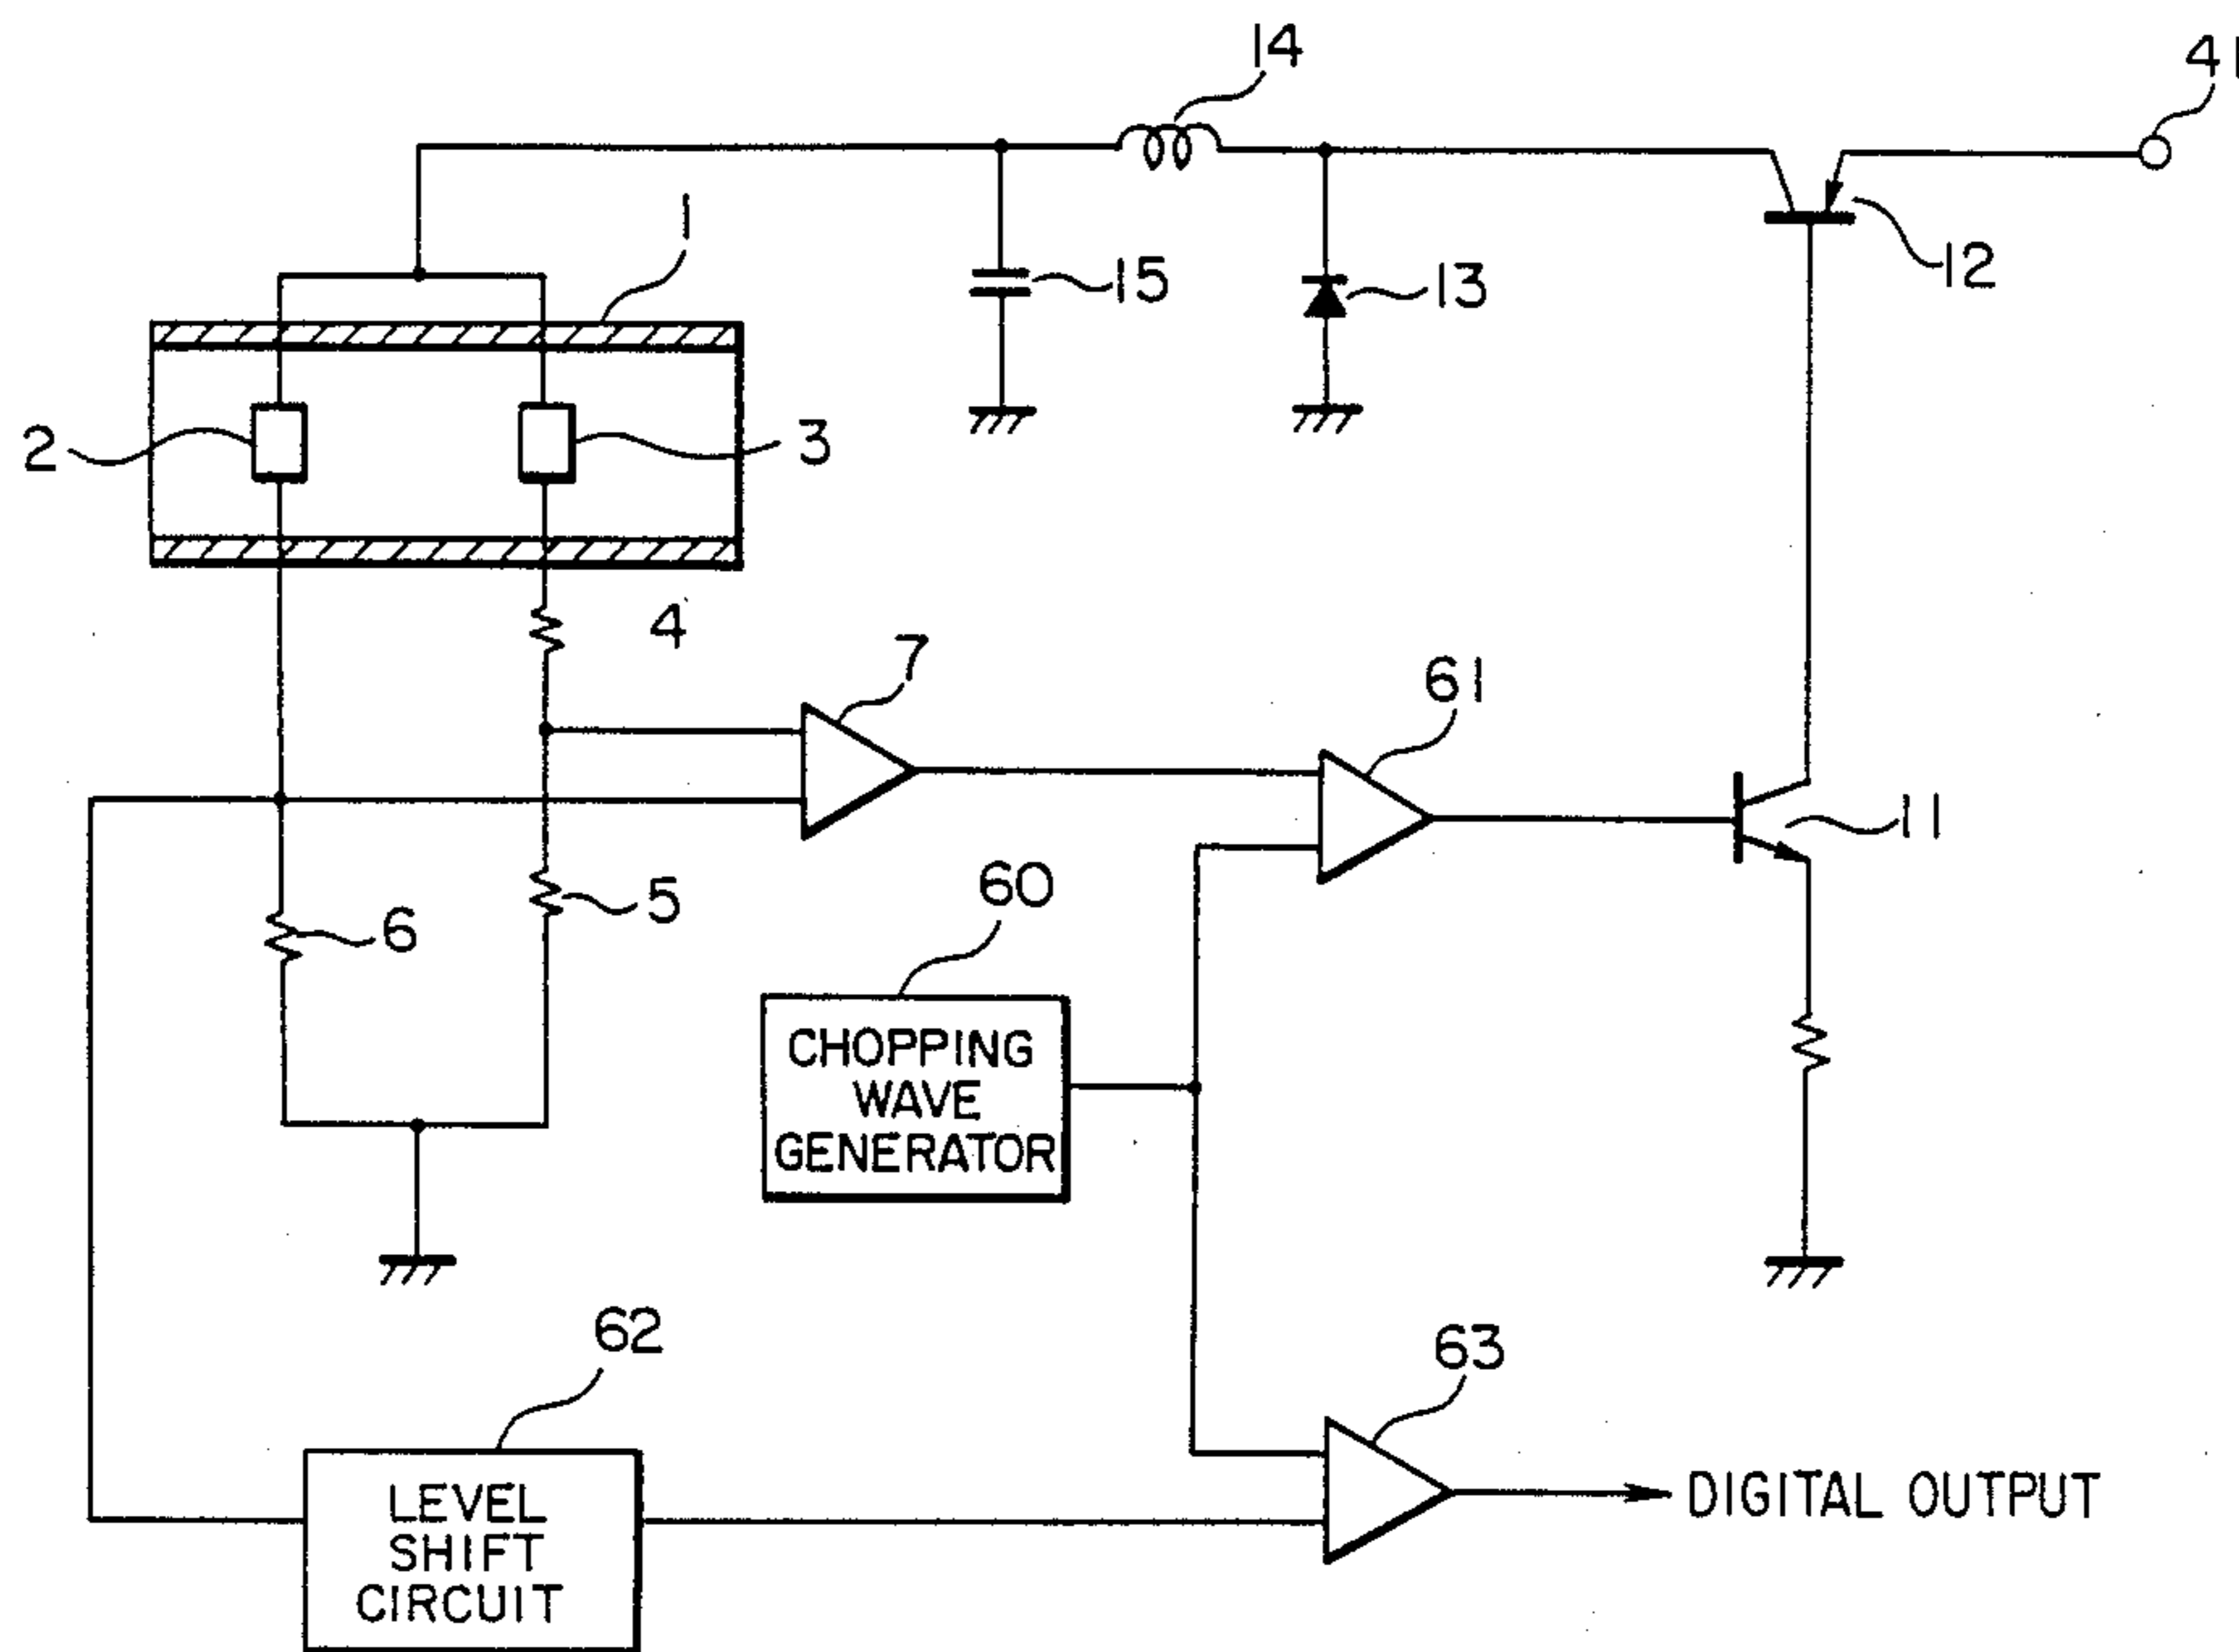 14
41
1
15
13
12
2
3
4
7
61
11
60
5
6
CHOPPING
WAVE
GENERATOR
62
63
LEVEL
SHIFT
CIRCUIT
DIGITAL OUTPUT